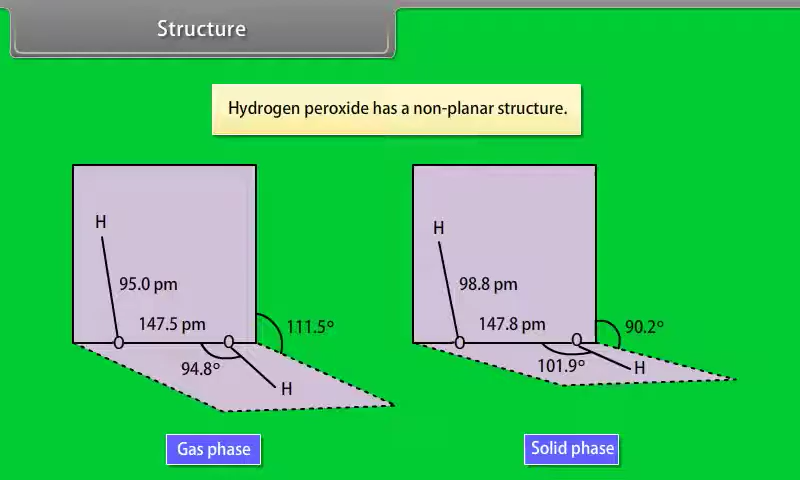 Structure
Hydrogen peroxide has a non-planar structure.
H
95.0 pm
147.5 pm
O
O
111.5°
94.8°
H
Gas phase
H
98.8 pm
147.8 pm
O
O
90.2°
101.9°
H
Solid phase